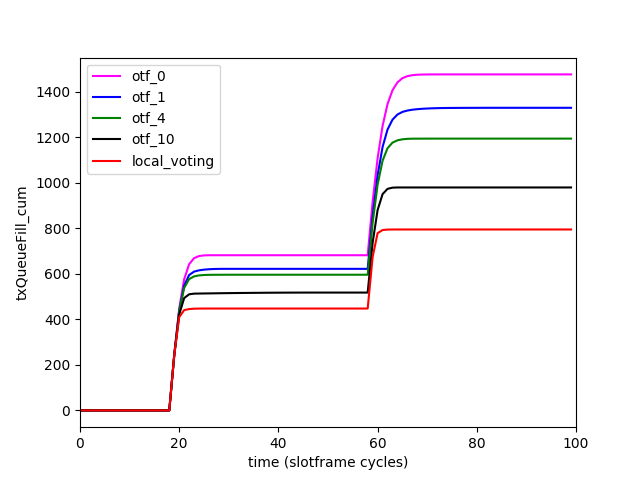 otf_0
otf_1
otf_4
otf_10
local_voting
1400
1200
1000
800
600
400
200
0
txQueueFill_cum
0 20 40 60 80 100
time (slotframe cycles)